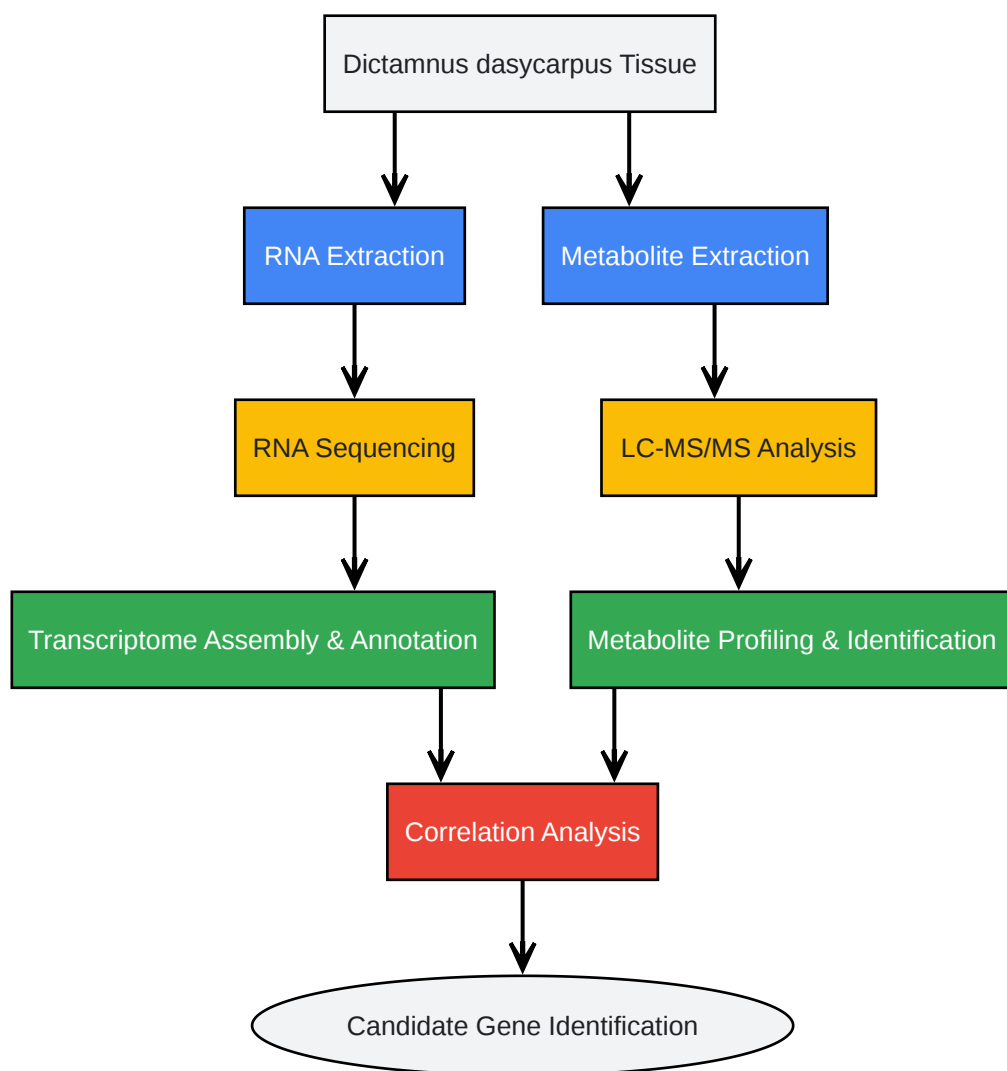 Dictamnus dasycarpus Tissue
RNA Extraction
Metabolite Extraction
RNA Sequencing
LC-MS/MS Analysis
Transcriptome Assembly & Annotation
Metabolite Profiling & Identification
Correlation Analysis
Candidate Gene Identification